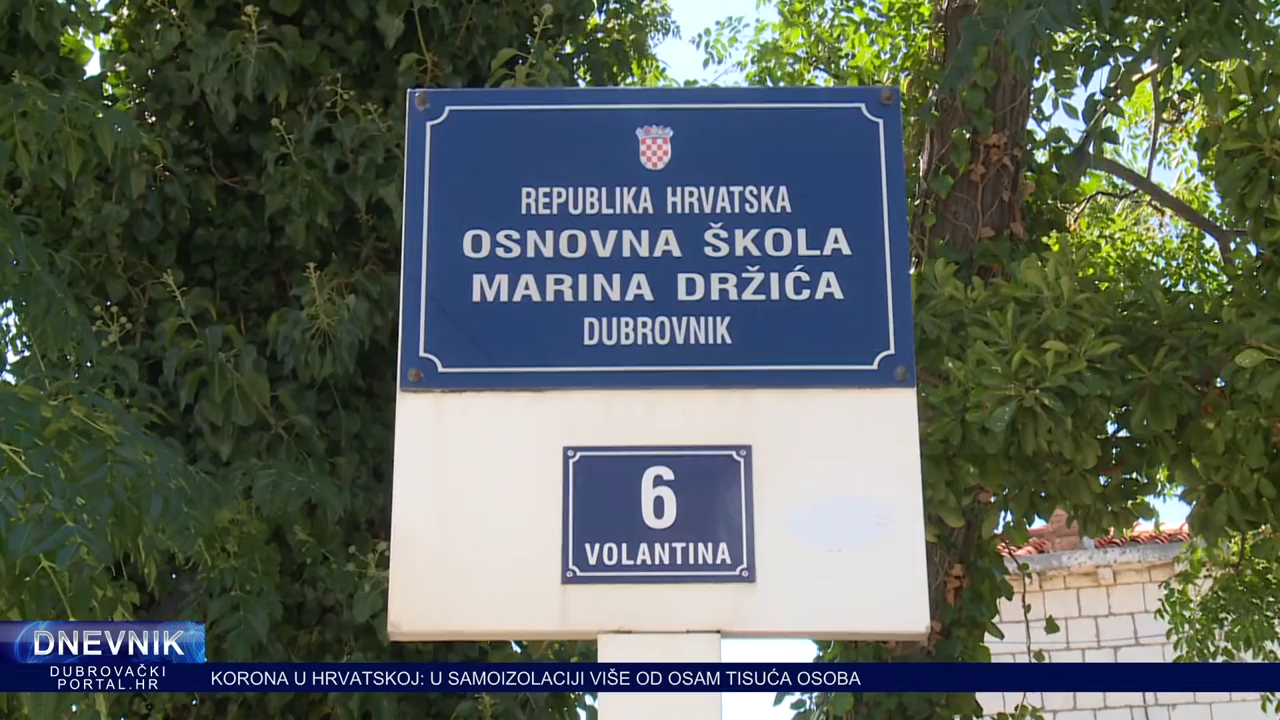 REPUBLIKA HRVATSKA
OSNOVNA ŠKOLA
MARINA DRŽIĆA
DUBROVNIK
6
VOLANTINA
DNEVNIK
DUBROVAČKI
PORTAL.HR
KORONA U HRVATSKOJ: U SAMOIZOLACIJI VIŠE OD OSAM TISUĆA OSOBA